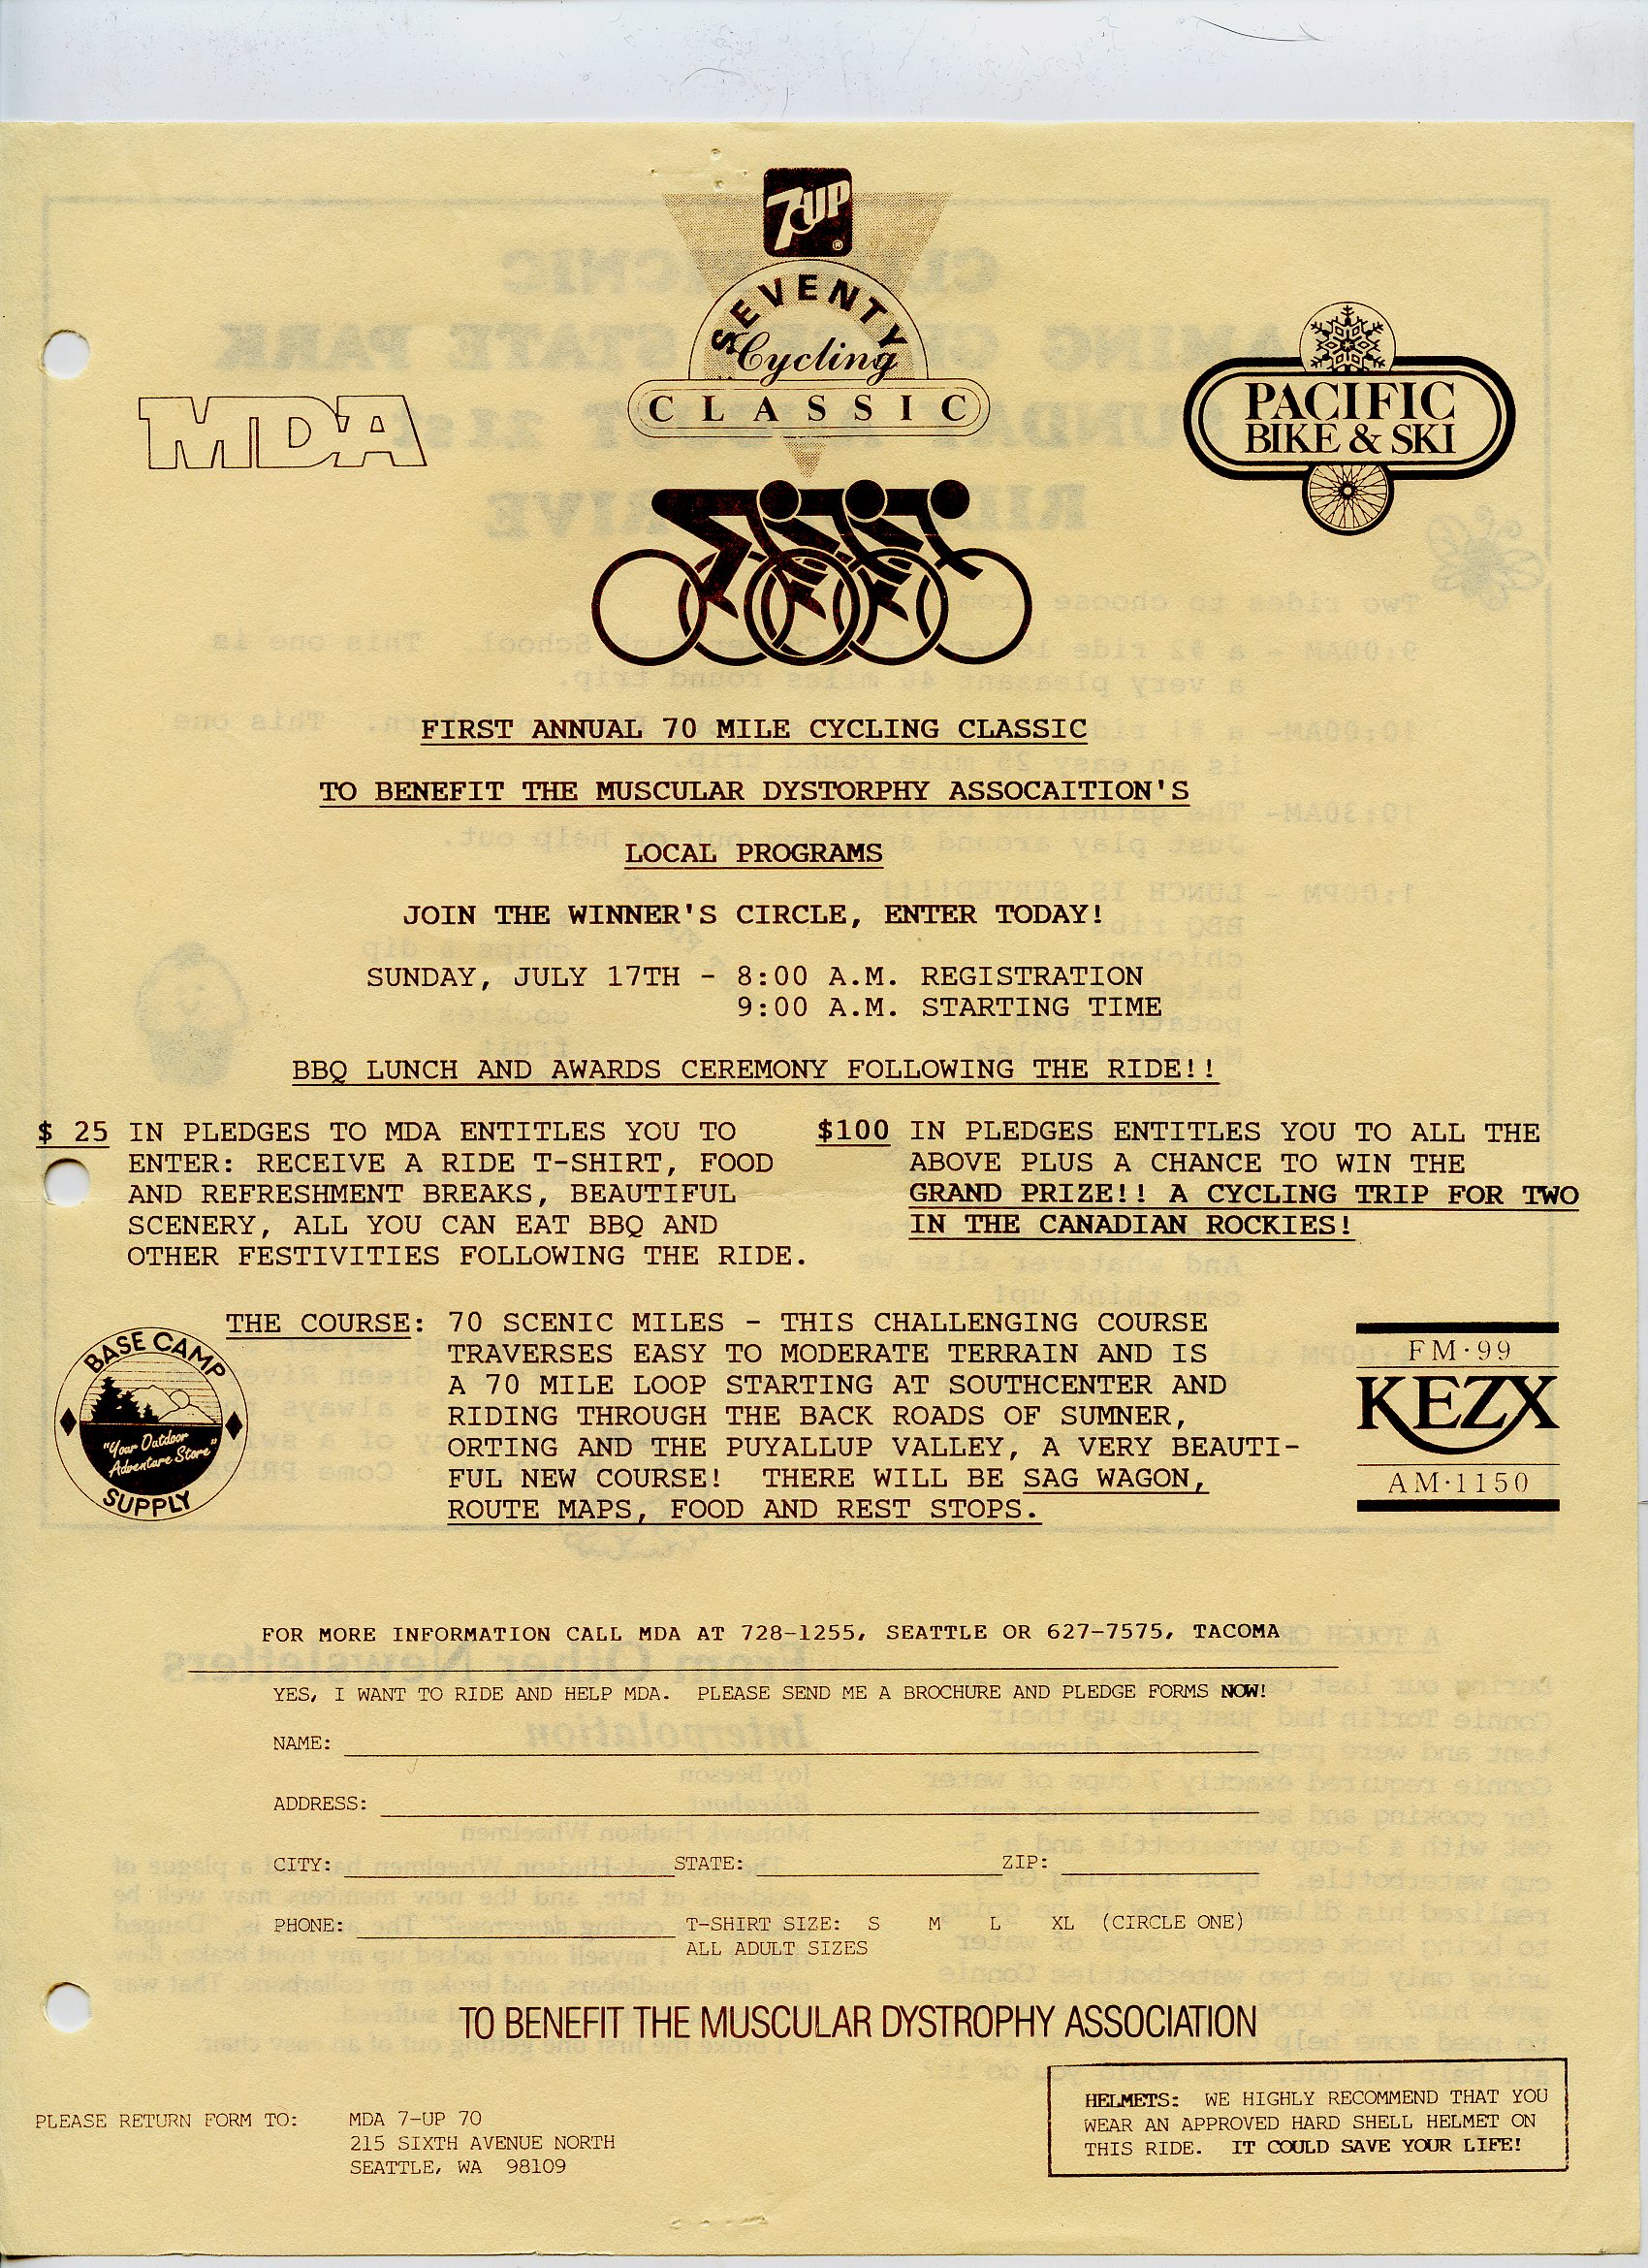 7UP
SEVENTY
Cycling
CLASSIC
MDA
PACIFIC
BIKE & SKI
FIRST ANNUAL 70 MILE CYCLING CLASSIC
TO BENEFIT THE MUSCULAR DYSTORPHY ASSOCAITION'S
LOCAL PROGRAMS
JOIN THE WINNER'S CIRCLE, ENTER TODAY!
SUNDAY, JULY 17TH - 8:00 A.M. REGISTRATION
9:00 A.M. STARTING TIME
BBQ LUNCH AND AWARDS CEREMONY FOLLOWING THE RIDE!!
$ 25 IN PLEDGES TO MDA ENTITLES YOU TO
ENTER: RECEIVE A RIDE T-SHIRT, FOOD
AND REFRESHMENT BREAKS, BEAUTIFUL
SCENERY, ALL YOU CAN EAT BBQ AND
OTHER FESTIVITIES FOLLOWING THE RIDE.
$100 IN PLEDGES ENTITLES YOU TO ALL THE
ABOVE PLUS A CHANCE TO WIN THE
GRAND PRIZE!! A CYCLING TRIP FOR TWO
IN THE CANADIAN ROCKIES!
BASE CAMP
"Your Outdoor
Adventure Store"
SUPPLY
THE COURSE: 70 SCENIC MILES - THIS CHALLENGING COURSE
TRAVERSES EASY TO MODERATE TERRAIN AND IS
A 70 MILE LOOP STARTING AT SOUTHCENTER AND
RIDING THROUGH THE BACK ROADS OF SUMNER,
ORTING AND THE PUYALLUP VALLEY, A VERY BEAUTI-
FUL NEW COURSE! THERE WILL BE SAG WAGON,
ROUTE MAPS, FOOD AND REST STOPS.
FM·99
KEZX
AM·1150
FOR MORE INFORMATION CALL MDA AT 728-1255, SEATTLE OR 627-7575, TACOMA
YES, I WANT TO RIDE AND HELP MDA. PLEASE SEND ME A BROCHURE AND PLEDGE FORMS NOW!
NAME:
ADDRESS:
CITY: STATE: ZIP:
PHONE: T-SHIRT SIZE: S M L XL (CIRCLE ONE)
ALL ADULT SIZES
TO BENEFIT THE MUSCULAR DYSTROPHY ASSOCIATION
PLEASE RETURN FORM TO: MDA 7-UP 70
215 SIXTH AVENUE NORTH
SEATTLE, WA 98109
HELMETS: WE HIGHLY RECOMMEND THAT YOU
WEAR AN APPROVED HARD SHELL HELMET ON
THIS RIDE. IT COULD SAVE YOUR LIFE!